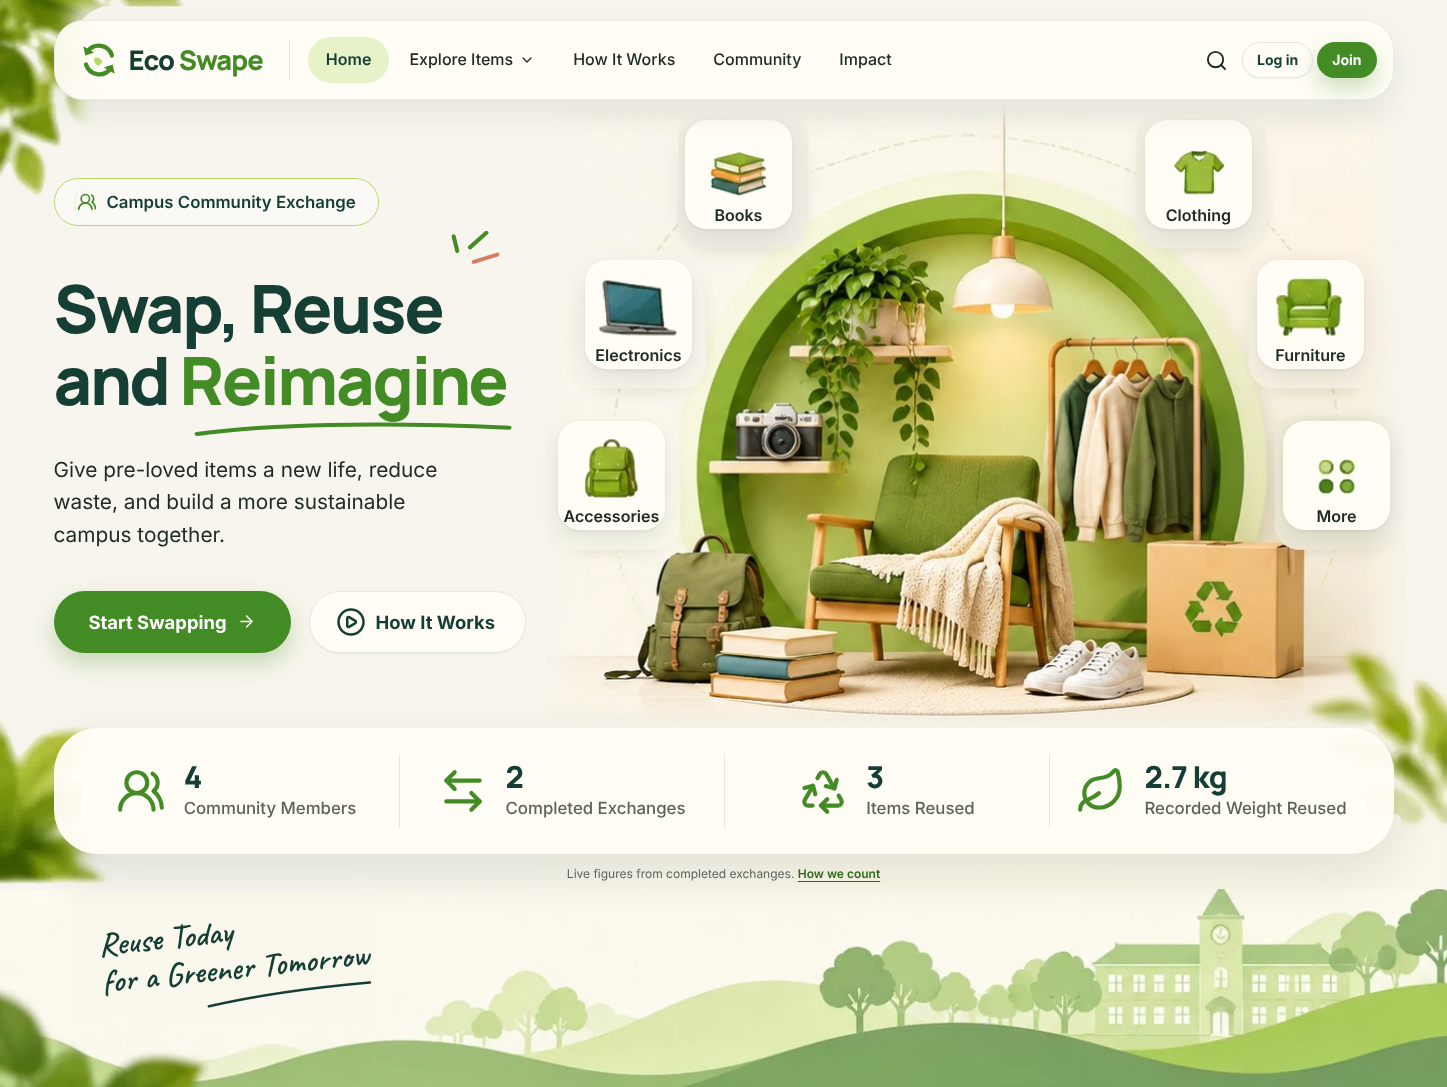 Eco Swape
Home
Explore Items
How It Works
Community
Impact
Log in
Join
Campus Community Exchange
Swap, Reuse
and Reimagine
Give pre-loved items a new life, reduce
waste, and build a more sustainable
campus together.
Start Swapping
How It Works
Books
Clothing
Electronics
Furniture
Accessories
More
4
Community Members
2
Completed Exchanges
3
Items Reused
2.7 kg
Recorded Weight Reused
Live figures from completed exchanges. How we count
Reuse Today
for a Greener Tomorrow